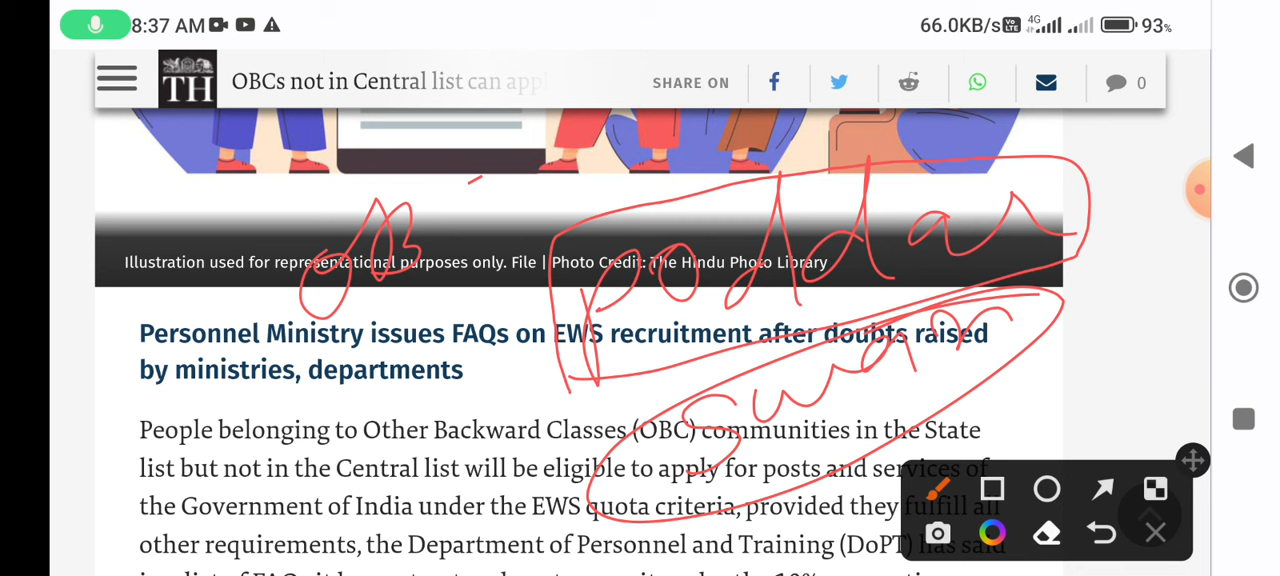 8:37 AM 66.0KB/s Vo LTE 4G 93%
TH OBCs not in Central list can appl SHARE ON 0
OB
poddar
Illustration used for representational purposes only. File | Photo Credit: The Hindu Photo Library
Personnel Ministry issues FAQs on EWS recruitment after doubts raised
by ministries, departments
People belonging to Other Backward Classes (OBC) communities in the State
list but not in the Central list will be eligible to apply for posts and services of
the Government of India under the EWS quota criteria, provided they fulfill all
other requirements, the Department of Personnel and Training (DoPT) has said